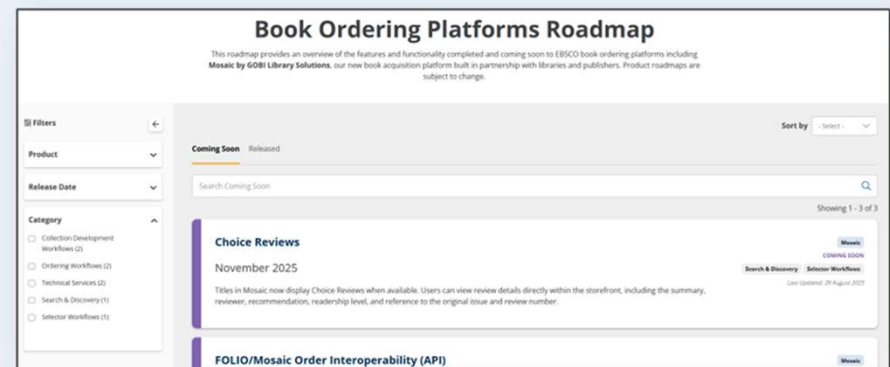 Book Ordering Platforms Roadmap
This roadmap provides an overview of the features and functionality completed and coming soon to EBSCO book ordering platforms including
Mosaic by GOBI Library Solutions, our new book acquisition platform built in partnership with libraries and publishers. Product roadmaps are
subject to change.
Filters
Sort by
- Select -
Product
Coming Soon Released
Release Date
Search Coming Soon
Showing 1 - 3 of 3
Category
Collection Development
Workflows (2)
Ordering Workflows (2)
Technical Services (2)
Search & Discovery (1)
Selector Workflows (1)
Choice Reviews
Mosaic
COMING SOON
November 2025
Search & Discovery Selector Workflows
Last Updated: 29 August 2025
Titles in Mosaic now display Choice Reviews when available. Users can view review details directly within the storefront, including the summary,
reviewer, recommendation, readership level, and reference to the original issue and review number.
FOLIO/Mosaic Order Interoperability (API)
Mosaic